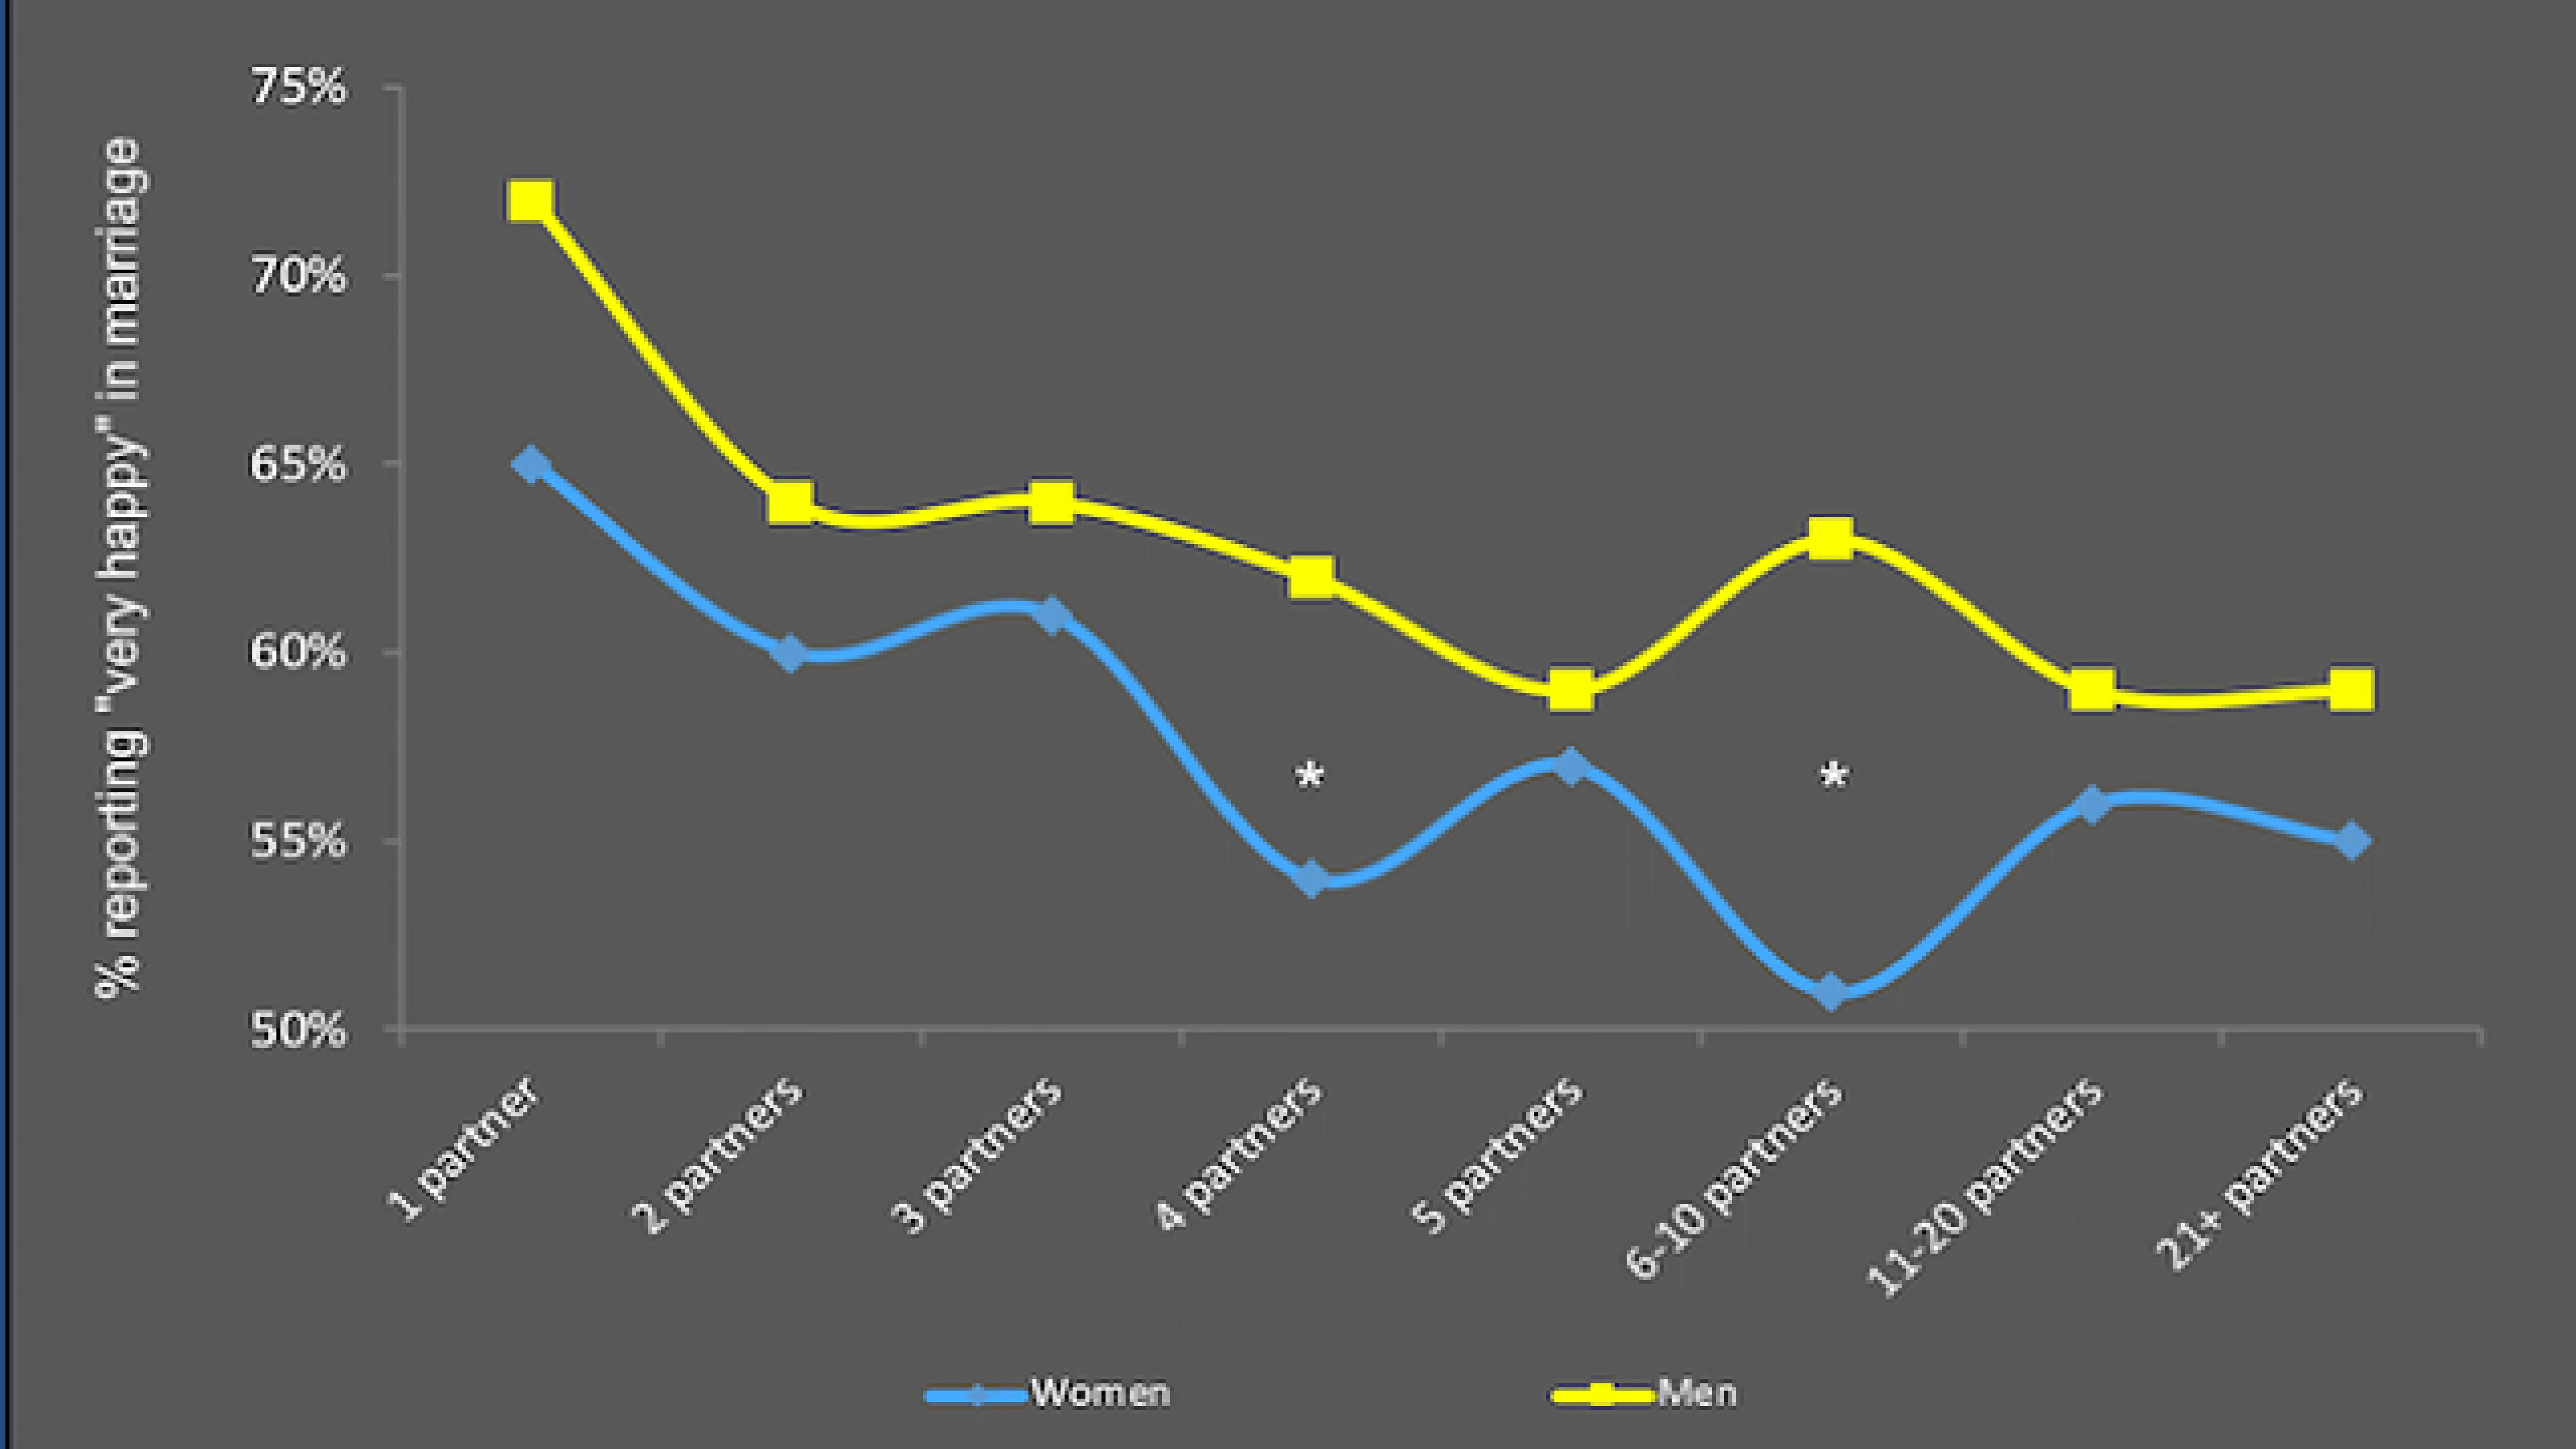 % reporting "very happy" in marriage
75%
70%
65%
60%
55%
50%
*
*
1 partner
2 partners
3 partners
4 partners
5 partners
6-10 partners
11-20 partners
21+ partners
Women
Men